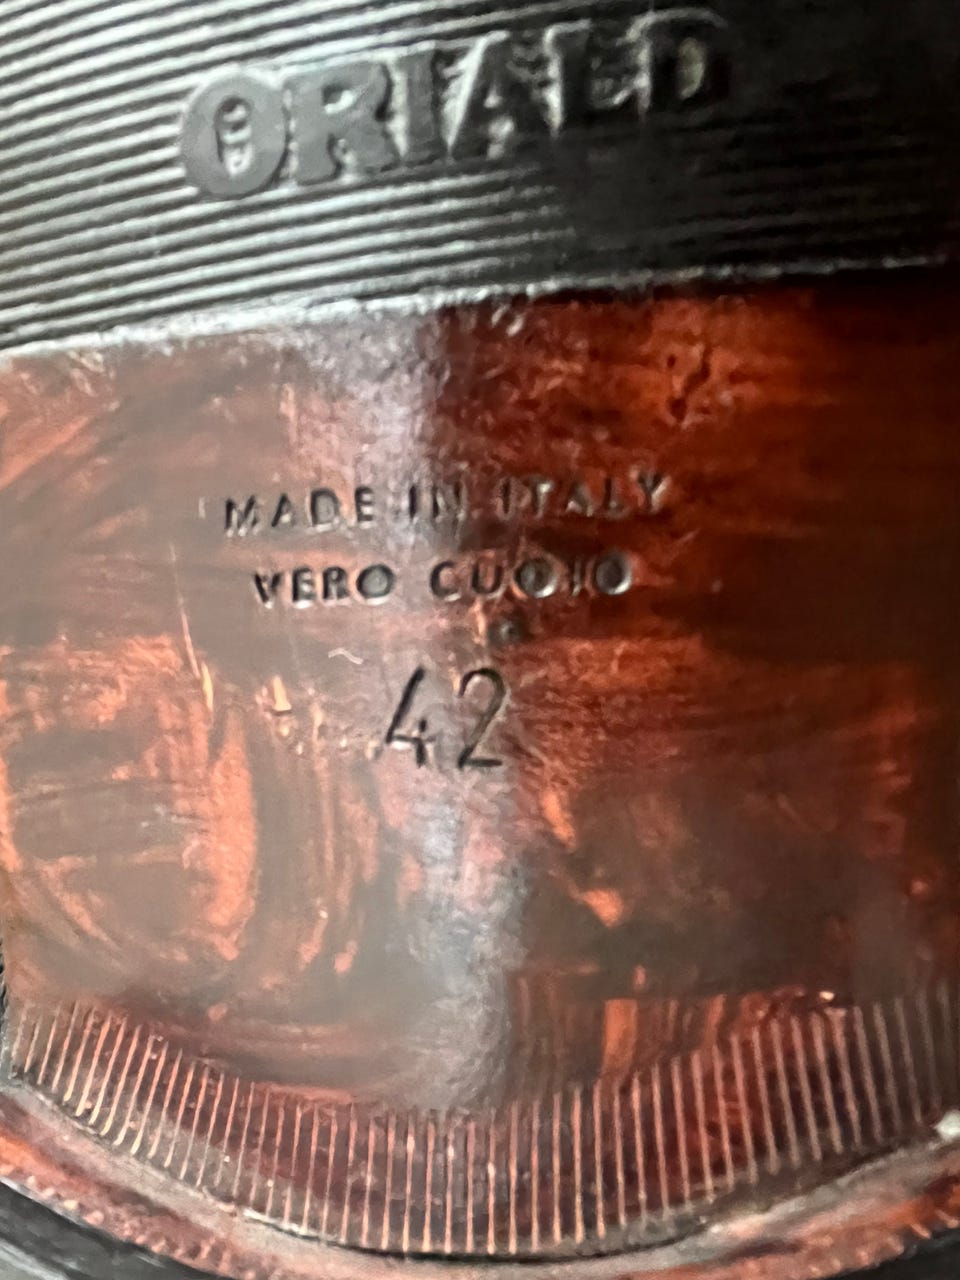 ORIALD
MADE IN ITALY
VERO CUOIO
42